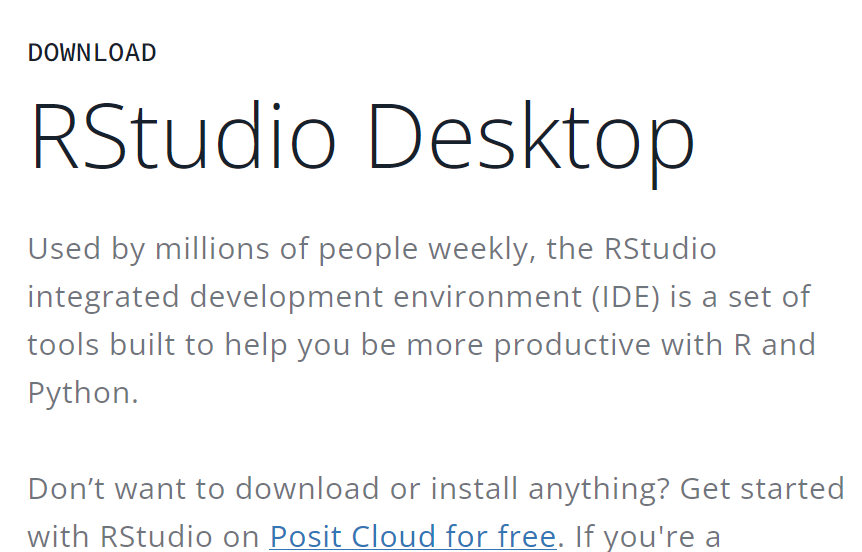 DOWNLOAD
RStudio Desktop
Used by millions of people weekly, the RStudio
integrated development environment (IDE) is a set of
tools built to help you be more productive with R and
Python.
Don’t want to download or install anything? Get started
with RStudio on Posit Cloud for free. If you're a